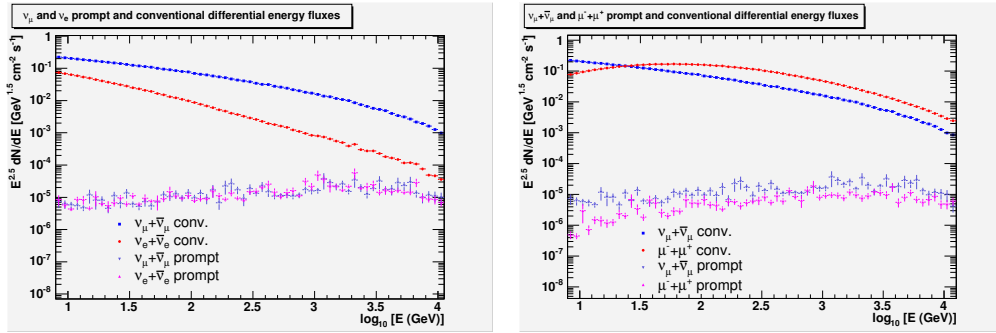 ν_μ and ν_e prompt and conventional differential energy fluxes
E^2.5 dN/dE [GeV^1.5 cm^-2 s^-1]
1
10^-1
10^-2
10^-3
10^-4
10^-5
10^-6
10^-7
10^-8
ν_μ+ν̅_μ conv.
ν_e+ν̅_e conv.
ν_μ+ν̅_μ prompt
ν_e+ν̅_e prompt
1 1.5 2 2.5 3 3.5 4
log_10 [E (GeV)]
ν_μ+ν̅_μ and μ^-+μ^+ prompt and conventional differential energy fluxes
E^2.5 dN/dE [GeV^1.5 cm^-2 s^-1]
1
10^-1
10^-2
10^-3
10^-4
10^-5
10^-6
10^-7
10^-8
ν_μ+ν̅_μ conv.
μ^-+μ^+ conv.
ν_μ+ν̅_μ prompt
μ^-+μ^+ prompt
1 1.5 2 2.5 3 3.5 4
log_10 [E (GeV)]